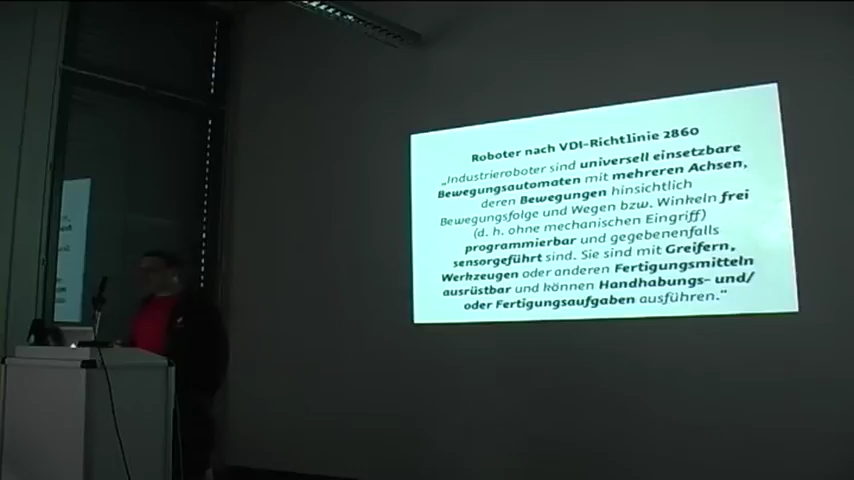 Roboter nach VDI-Richtlinie 2860
„Industrieroboter sind universell einsetzbare
Bewegungsautomaten mit mehreren Achsen,
deren Bewegungen hinsichtlich
Bewegungsfolge und Wegen bzw. Winkeln frei
(d. h. ohne mechanischen Eingriff)
programmierbar und gegebenenfalls
sensorgeführt sind. Sie sind mit Greifern,
Werkzeugen oder anderen Fertigungsmitteln
ausrüstbar und können Handhabungs- und/
oder Fertigungsaufgaben ausführen.“